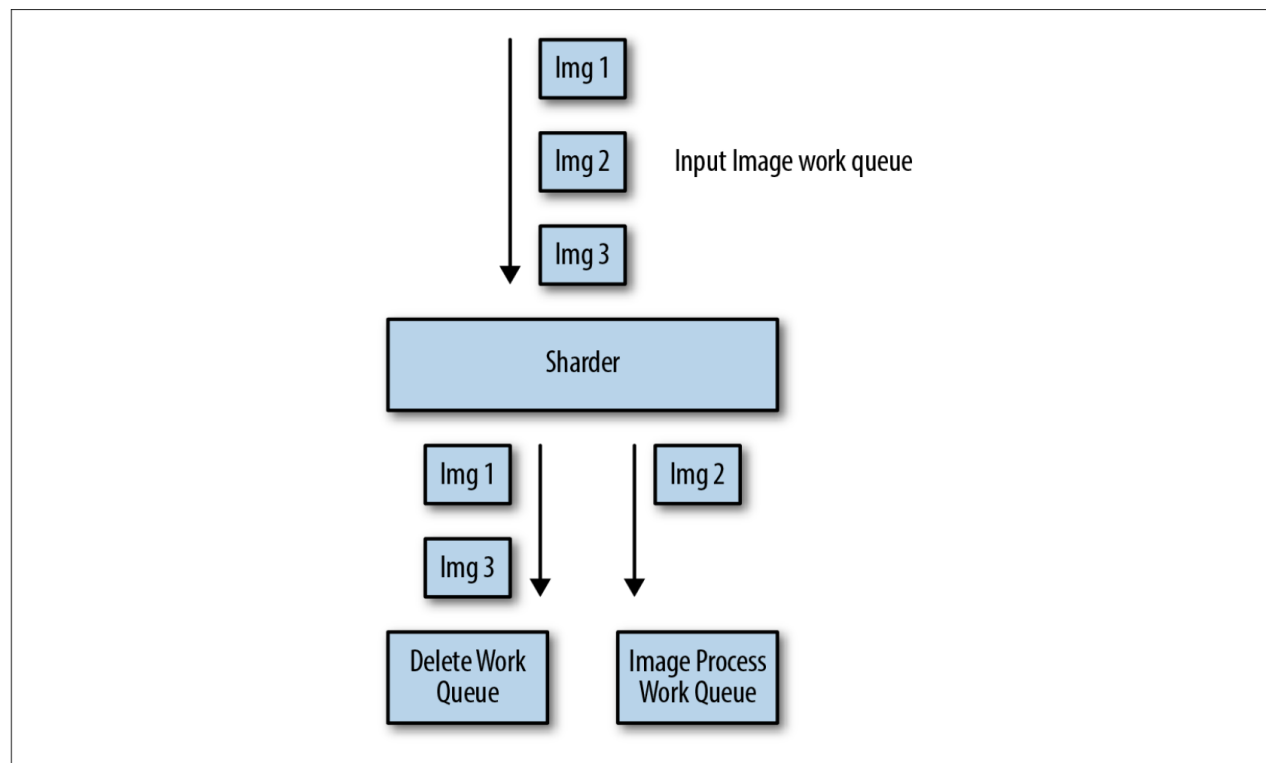 Img 1
Img 2
Input Image work queue
Img 3
Sharder
Img 1
Img 2
Img 3
Delete Work
Queue
Image Process
Work Queue